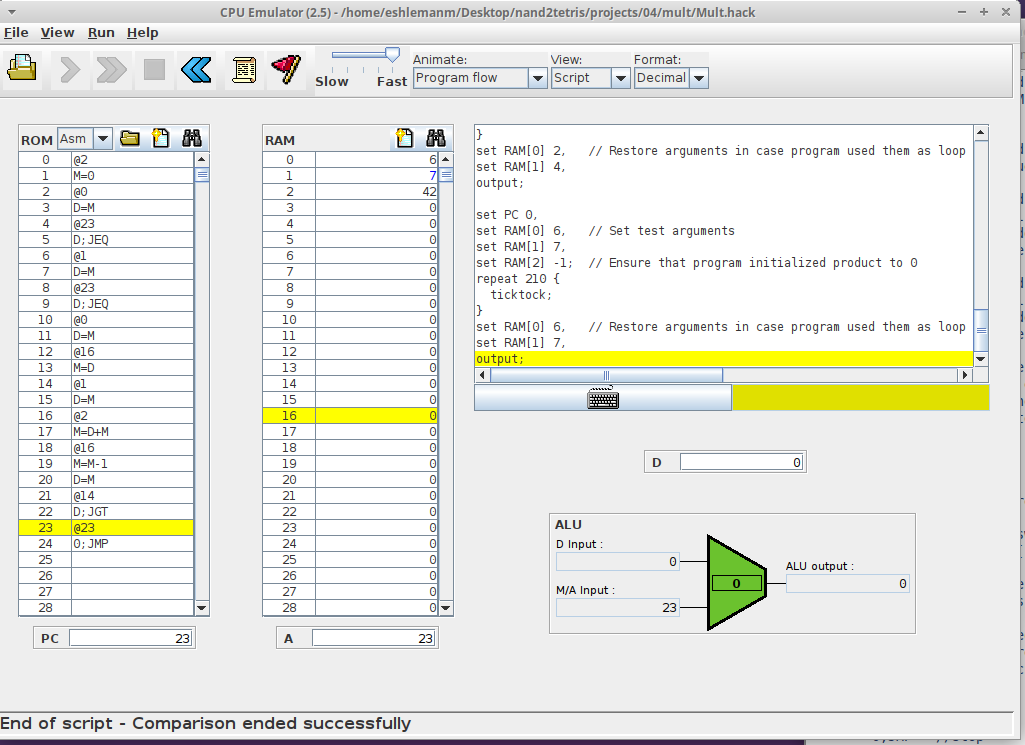 CPU Emulator (2.5) - /home/eshlemanm/Desktop/nand2tetris/projects/04/mult/Mult.hack
File View Run Help
Slow Fast
Animate: View: Format:
Program flow Script Decimal
ROM Asm
0 @2
1 M=0
2 @0
3 D=M
4 @23
5 D;JEQ
6 @1
7 D=M
8 @23
9 D;JEQ
10 @0
11 D=M
12 @16
13 M=D
14 @1
15 D=M
16 @2
17 M=D+M
18 @16
19 M=M-1
20 D=M
21 @14
22 D;JGT
23 @23
24 0;JMP
25
26
27
28
PC 23
RAM
0 6
1 7
2 42
3 0
4 0
5 0
6 0
7 0
8 0
9 0
10 0
11 0
12 0
13 0
14 0
15 0
16 0
17 0
18 0
19 0
20 0
21 0
22 0
23 0
24 0
25 0
26 0
27 0
28 0
A 23
}
set RAM[0] 2,   // Restore arguments in case program used them as loop
set RAM[1] 4,
output;
set PC 0,
set RAM[0] 6,   // Set test arguments
set RAM[1] 7,
set RAM[2] -1;  // Ensure that program initialized product to 0
repeat 210 {
ticktock;
}
set RAM[0] 6,   // Restore arguments in case program used them as loop
set RAM[1] 7,
output;
D 0
ALU
D Input :
0
M/A Input :
23
0
ALU output :
0
End of script - Comparison ended successfully